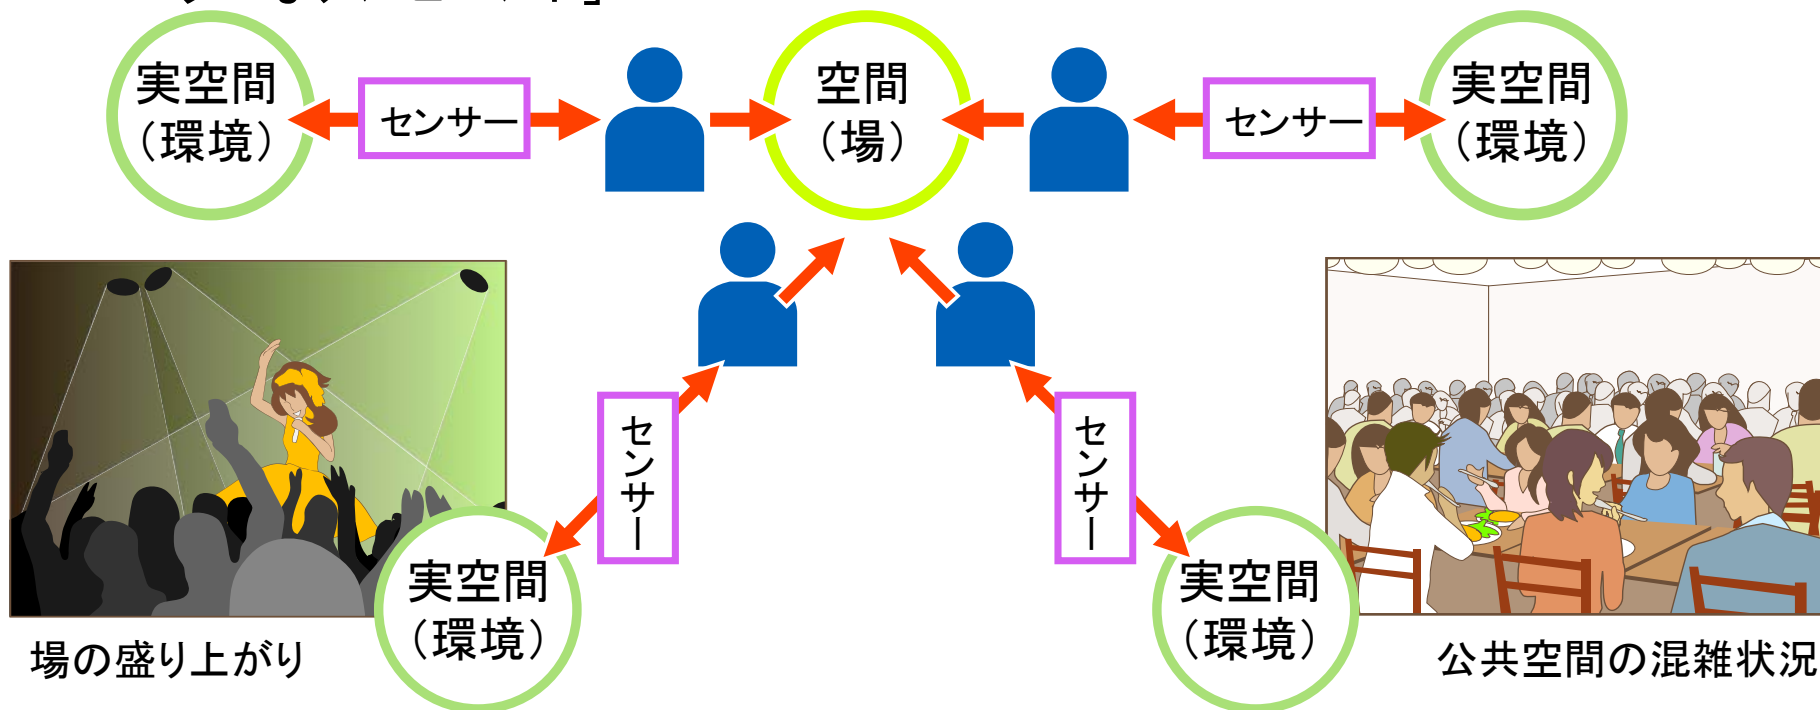 実空間
（環境）
センサー
空間
（場）
センサー
実空間
（環境）
センサー
センサー
実空間
（環境）
実空間
（環境）
場の盛り上がり
公共空間の混雑状況